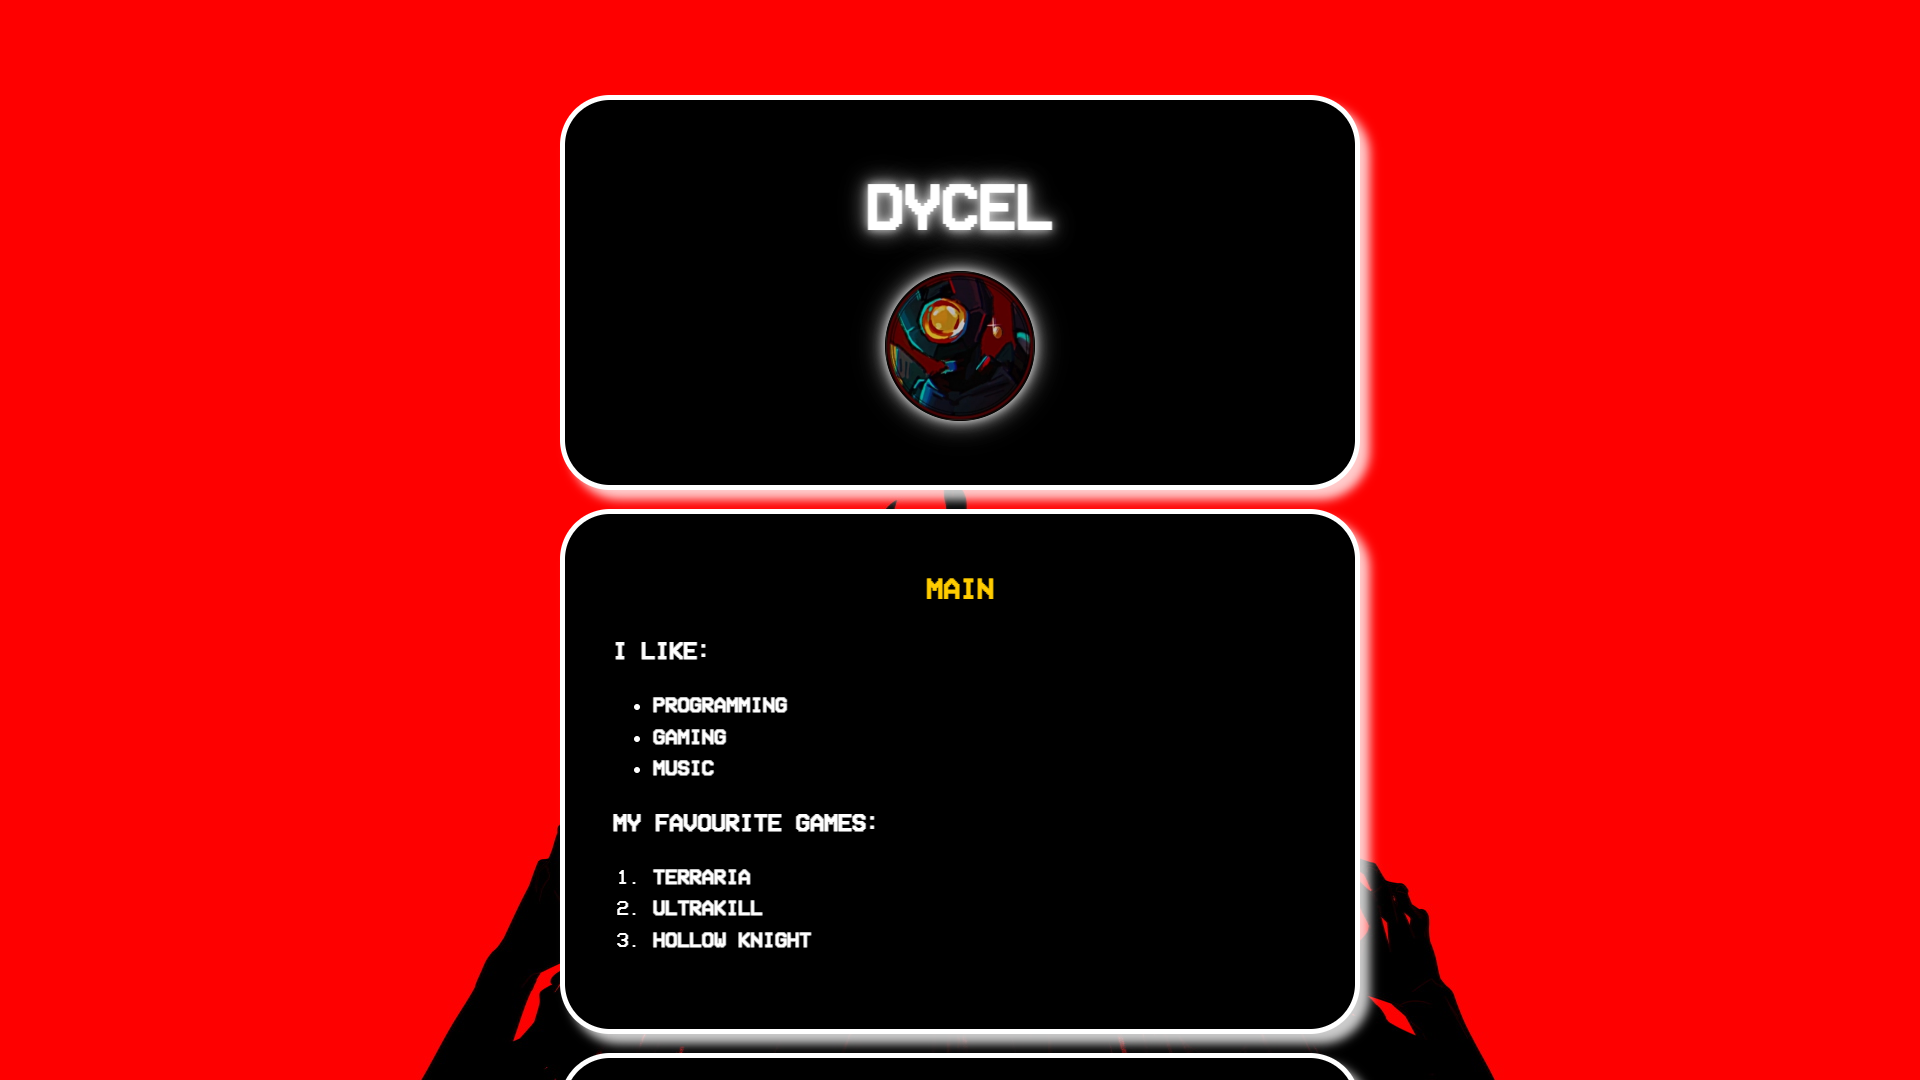 DYCEL
MAIN
I LIKE:
• PROGRAMMING
• GAMING
• MUSIC
MY FAVOURITE GAMES:
1. TERRARIA
2. ULTRAKILL
3. HOLLOW KNIGHT